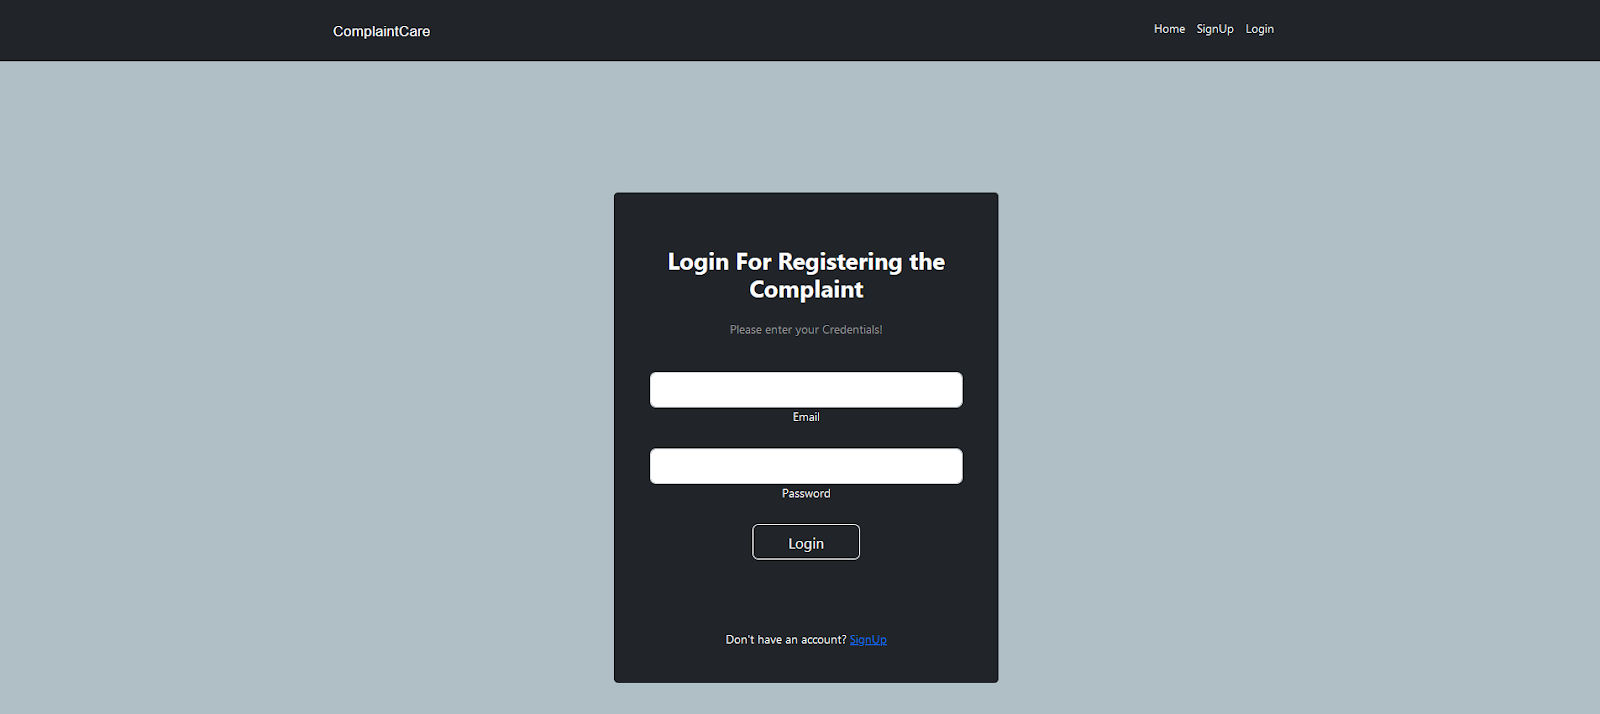 ComplaintCare
Home SignUp Login
Login For Registering the
Complaint
Please enter your Credentials!
Email
Password
Login
Don't have an account? SignUp